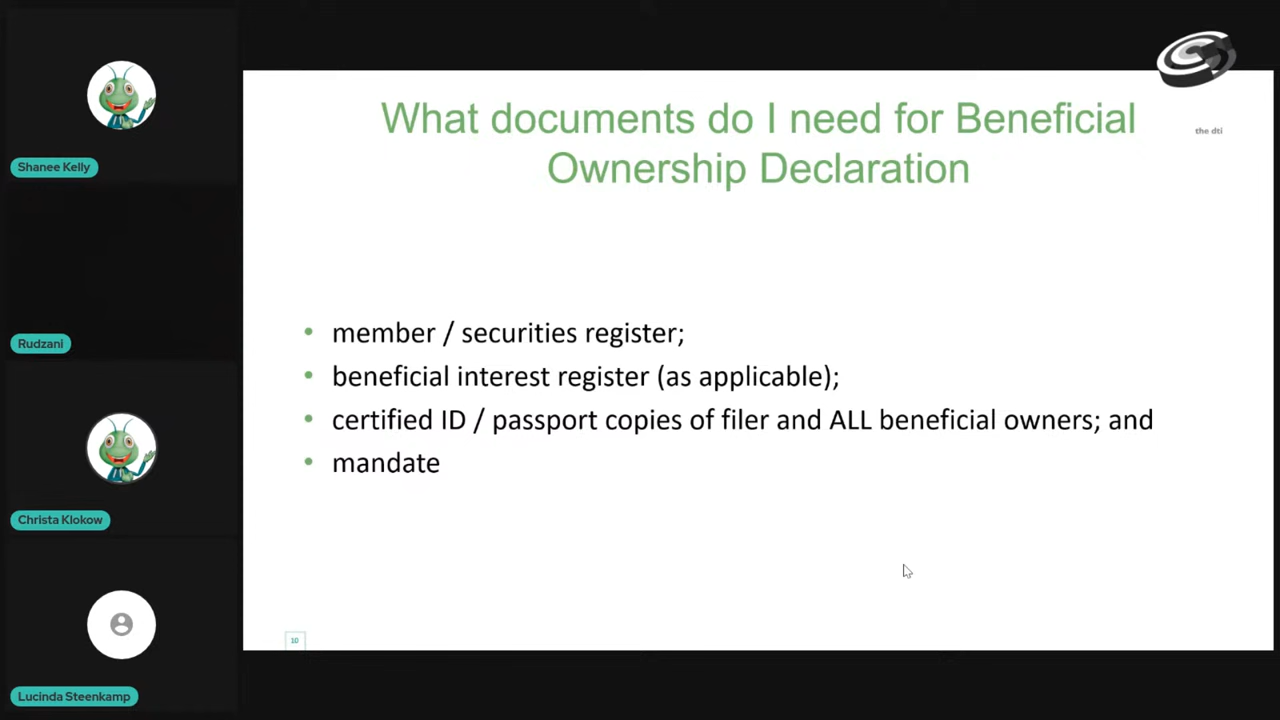 Shanee Kelly
Rudzani
Christa Klokow
Lucinda Steenkamp
the dti
What documents do I need for Beneficial
Ownership Declaration
• member / securities register;
• beneficial interest register (as applicable);
• certified ID / passport copies of filer and ALL beneficial owners; and
• mandate
10